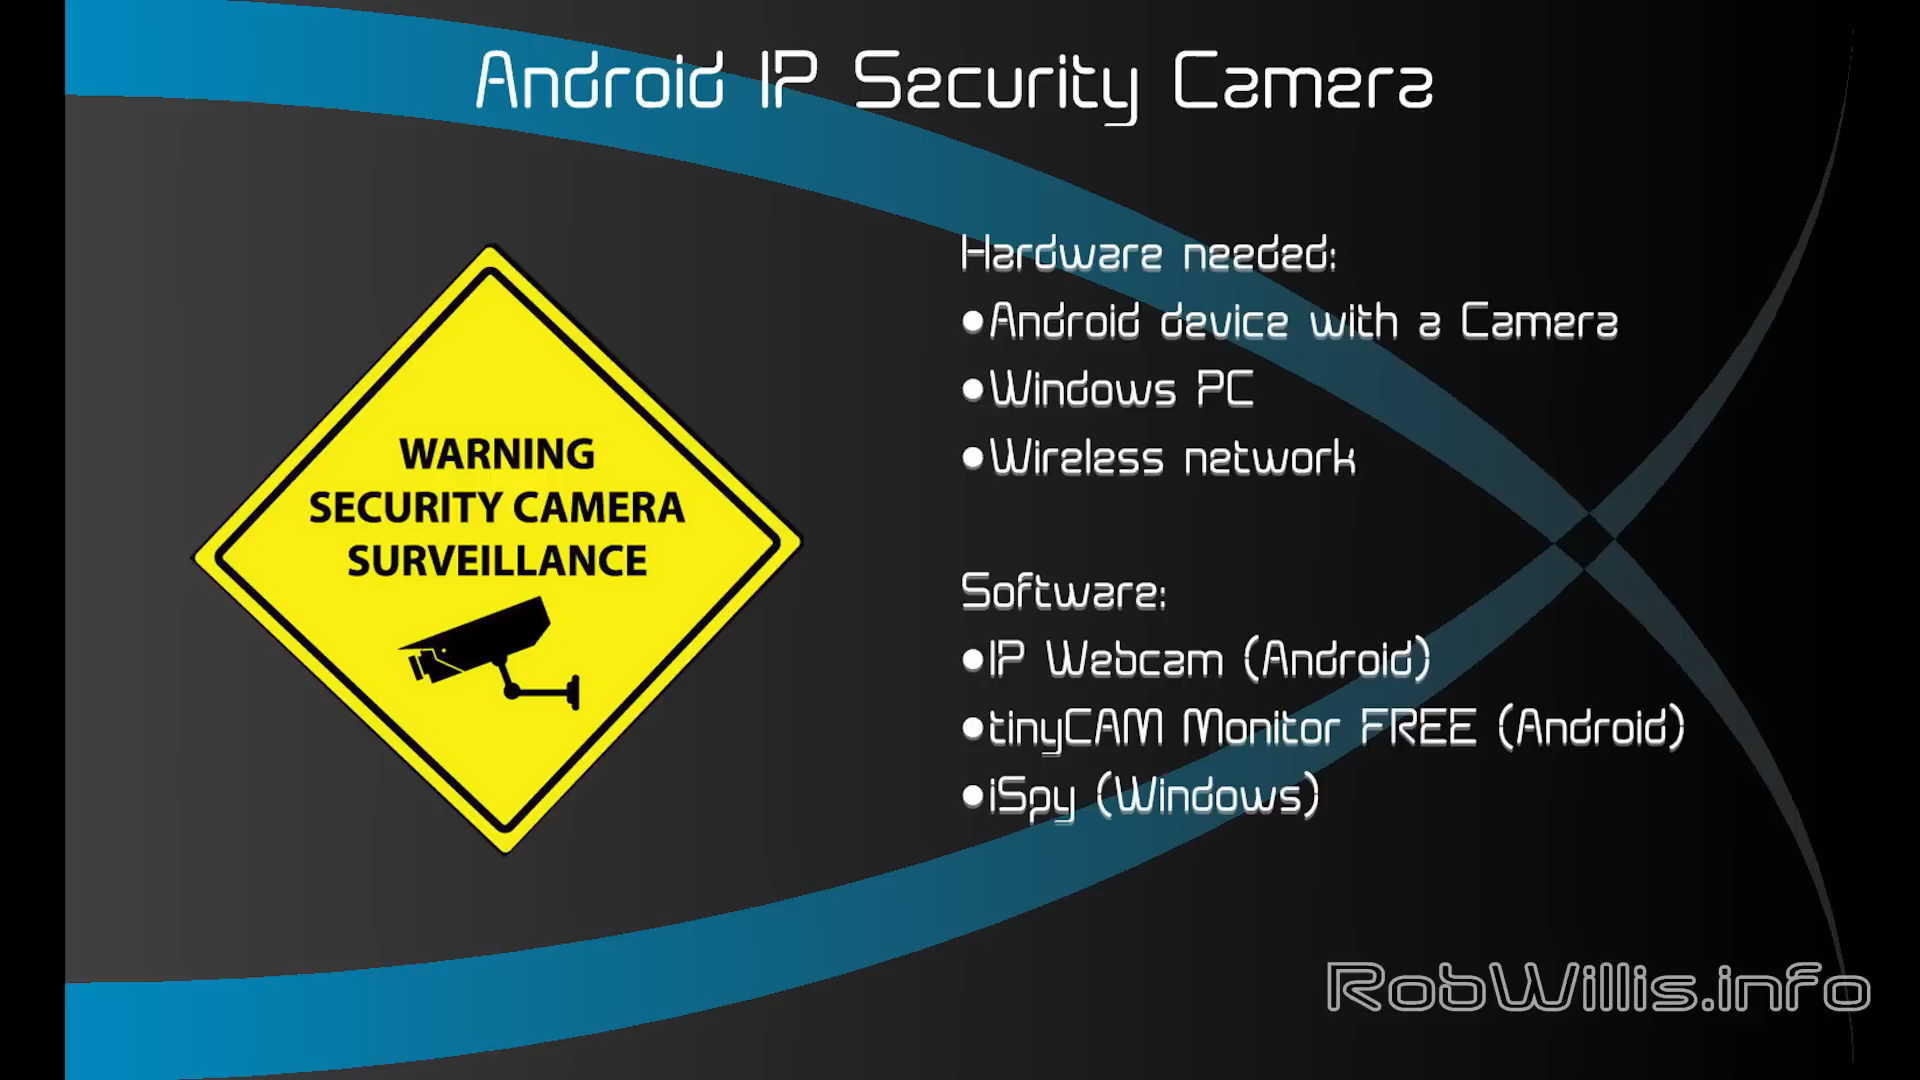 Android IP Security Camera
WARNING
SECURITY CAMERA
SURVEILLANCE
Hardware needed:
•Android device with a Camera
•Windows PC
•Wireless network
Software:
•IP Webcam (Android)
•tinyCAM Monitor FREE (Android)
•iSpy (Windows)
RobWillis.info